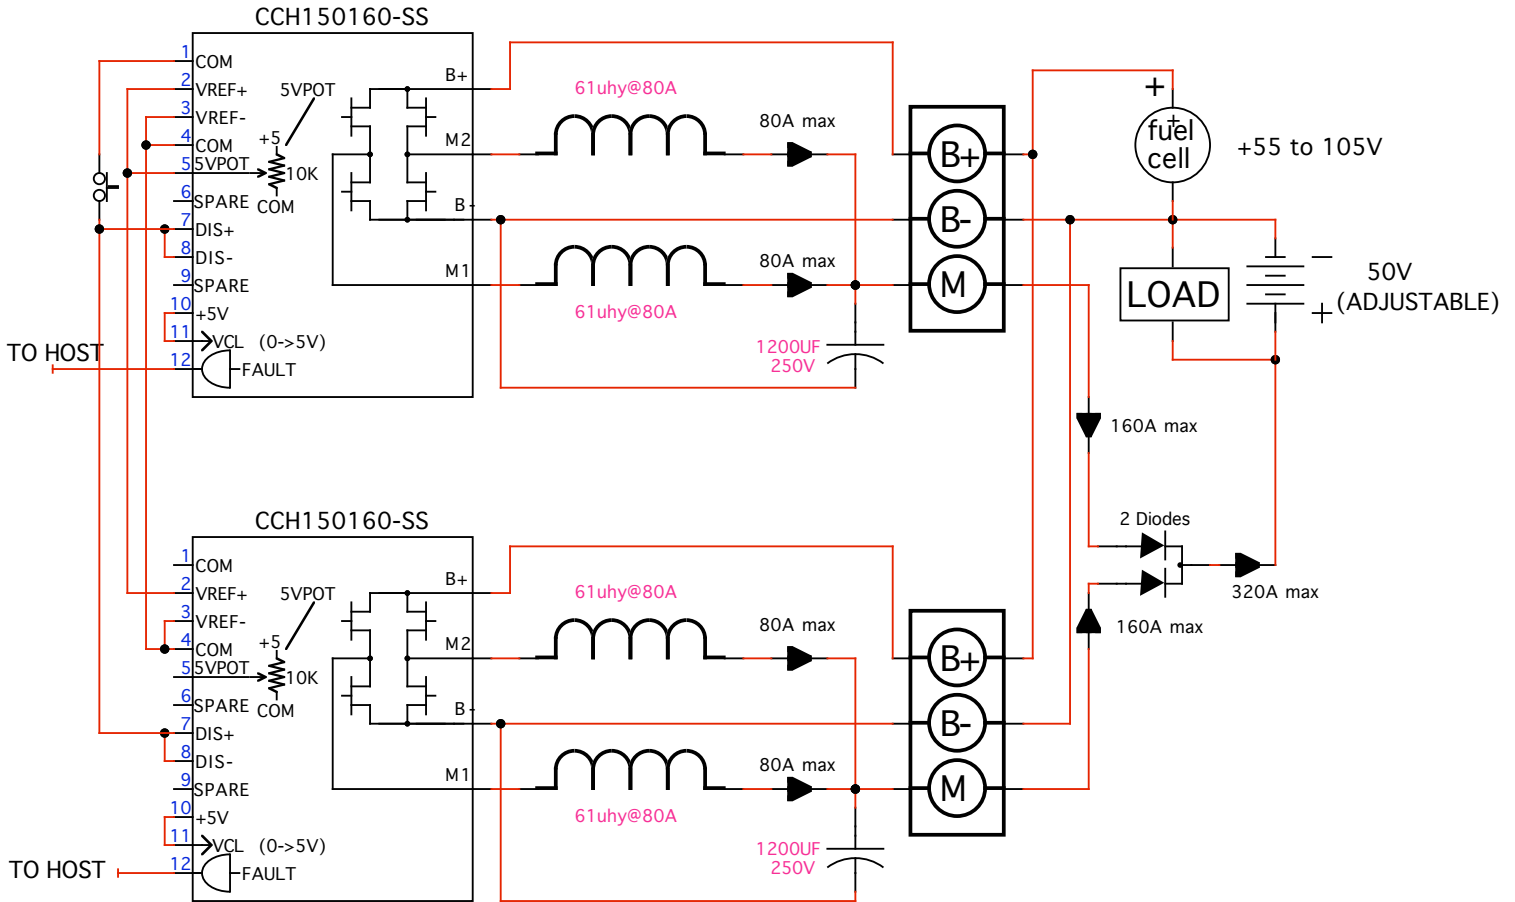 CCH150160-SS
1 COM
2 VREF+
3 VREF-
4 COM
5 5VPOT
6 SPARE
7 DIS+
8 DIS-
9 SPARE
10 +5V
11 VCL (0->5V)
12 FAULT
TO HOST
5VPOT
+5
10K
COM
B+
M2
B-
M1
61uhy@80A
80A max
61uhy@80A
80A max
1200UF
250V
B+
B-
M
+
+
fuel
cell
+55 to 105V
LOAD
50V
(ADJUSTABLE)
−
+
160A max
2 Diodes
320A max
160A max
CCH150160-SS
1 COM
2 VREF+
3 VREF-
4 COM
5 5VPOT
6 SPARE
7 DIS+
8 DIS-
9 SPARE
10 +5V
11 VCL (0->5V)
12 FAULT
TO HOST
5VPOT
+5
10K
COM
B+
M2
B-
M1
61uhy@80A
80A max
61uhy@80A
80A max
1200UF
250V
B+
B-
M